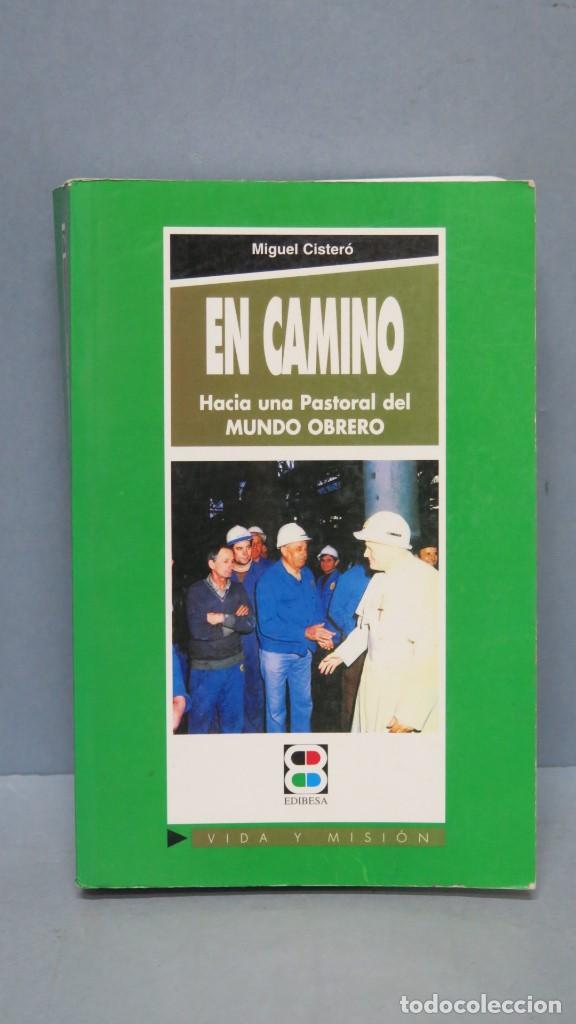 Miguel Cisteró
EN CAMINO
Hacia una Pastoral del
MUNDO OBRERO
EDIBESA
VIDA Y MISIÓN
todocoleccion